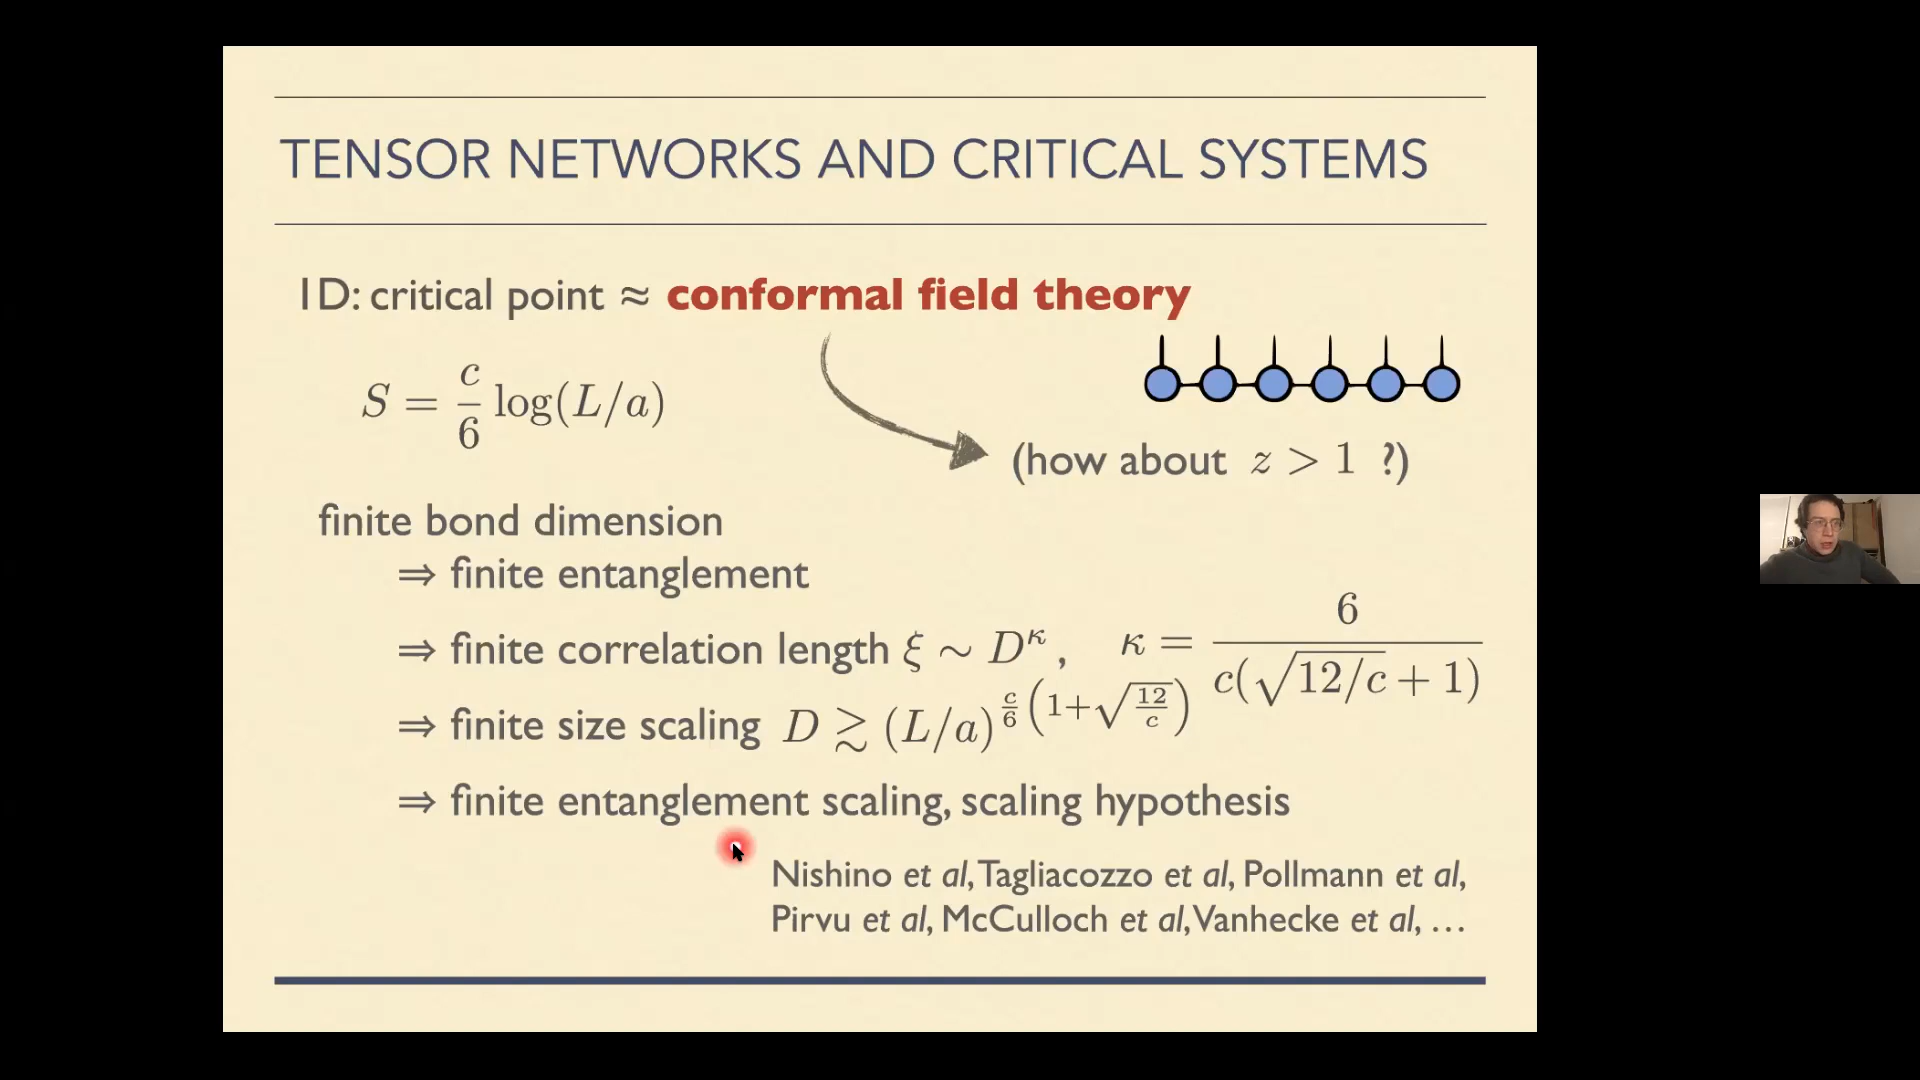 TENSOR NETWORKS AND CRITICAL SYSTEMS
1D: critical point ≈ conformal field theory
S = c/6 log(L/a)
(how about z > 1 ?)
finite bond dimension
⇒ finite entanglement
⇒ finite correlation length ξ ∼ D^κ , κ = 6/(c(√(12/c) + 1))
⇒ finite size scaling D ≳ (L/a)^(c/6 (1+√(12/c)))
⇒ finite entanglement scaling, scaling hypothesis
Nishino et al, Tagliacozzo et al, Pollmann et al,
Pirvu et al, McCulloch et al, Vanhecke et al, …